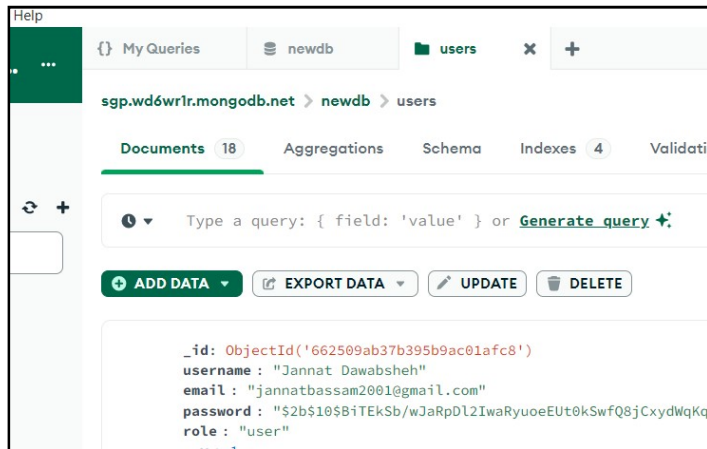 Help
{} My Queries newdb users
sgp.wd6wr1r.mongodb.net > newdb > users
Documents 18 Aggregations Schema Indexes 4 Validati
Type a query: { field: 'value' } or Generate query
ADD DATA EXPORT DATA UPDATE DELETE
_id: ObjectId('662509ab37b395b9ac01afc8')
username : "Jannat Dawabsheh"
email : "jannatbassam2001@gmail.com"
password : "$2b$10$BiTEkSb/wJaRpDl2IwaRyuoeEUt0kSwfQ8jCxydWqKq
role : "user"